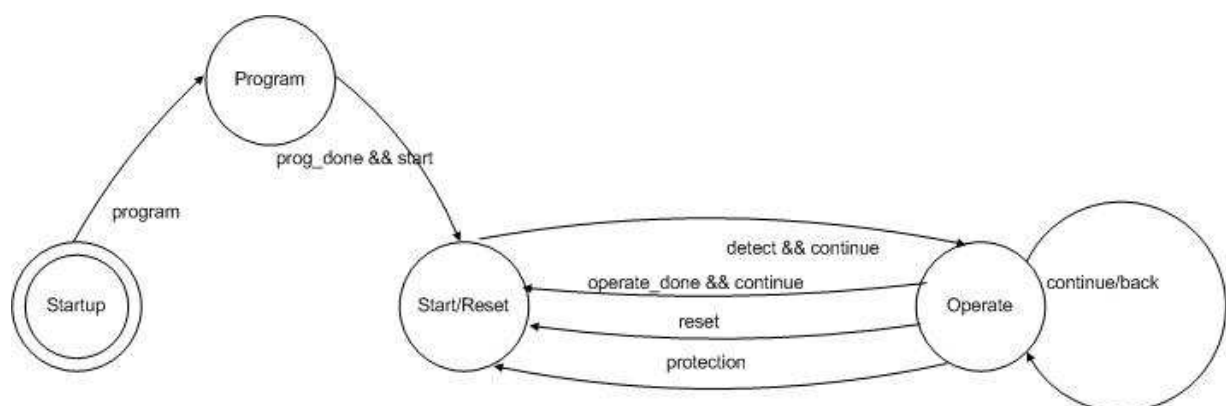 Program
prog_done && start
program
detect && continue
operate_done && continue
continue/back
Startup
Start/Reset
Operate
reset
protection